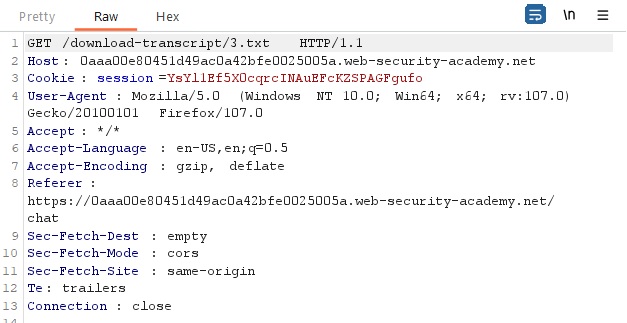 Pretty Raw Hex \n
1 GET /download-transcript/3.txt HTTP/1.1
2 Host: 0aaa00e80451d49ac0a42bfe0025005a.web-security-academy.net
3 Cookie: session=YsYl1Ef5X0cqrcINAuEFcKZSPAGFgufo
4 User-Agent: Mozilla/5.0 (Windows NT 10.0; Win64; x64; rv:107.0)
Gecko/20100101 Firefox/107.0
5 Accept: */*
6 Accept-Language: en-US,en;q=0.5
7 Accept-Encoding: gzip, deflate
8 Referer:
https://0aaa00e80451d49ac0a42bfe0025005a.web-security-academy.net/
chat
9 Sec-Fetch-Dest: empty
10 Sec-Fetch-Mode: cors
11 Sec-Fetch-Site: same-origin
12 Te: trailers
13 Connection: close
14